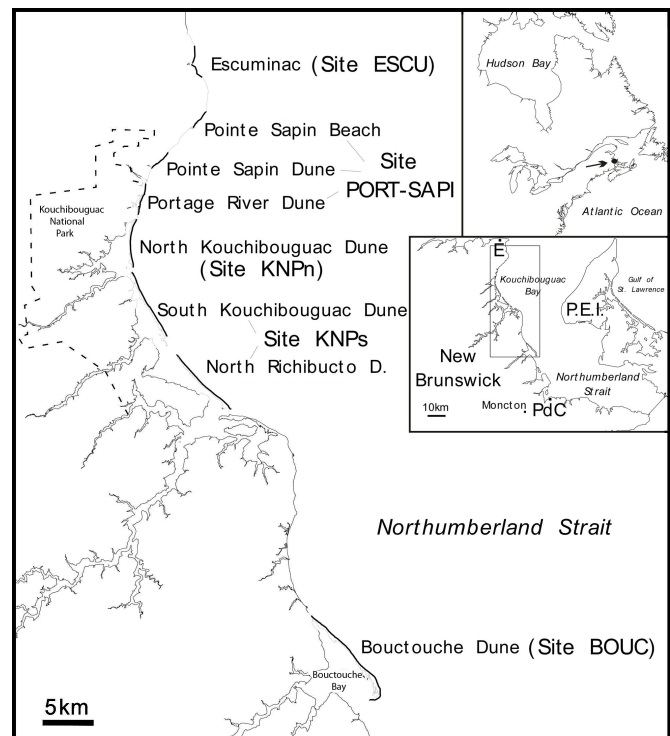 Escuminac (Site ESCU)
Pointe Sapin Beach
Pointe Sapin Dune
Site
PORT-SAPI
Portage River Dune
Kouchibouguac
National
Park
North Kouchibouguac Dune
(Site KNPn)
South Kouchibouguac Dune
Site KNPs
North Richibucto D.
Northumberland Strait
Bouctouche Dune (Site BOUC)
Bouctouche
Bay
5km
Hudson Bay
Atlantic Ocean
E
Kouchibouguac
Bay
Gulf of
St. Lawrence
P.E.I.
New
Brunswick
Northumberland
Strait
10km
Moncton
PdC